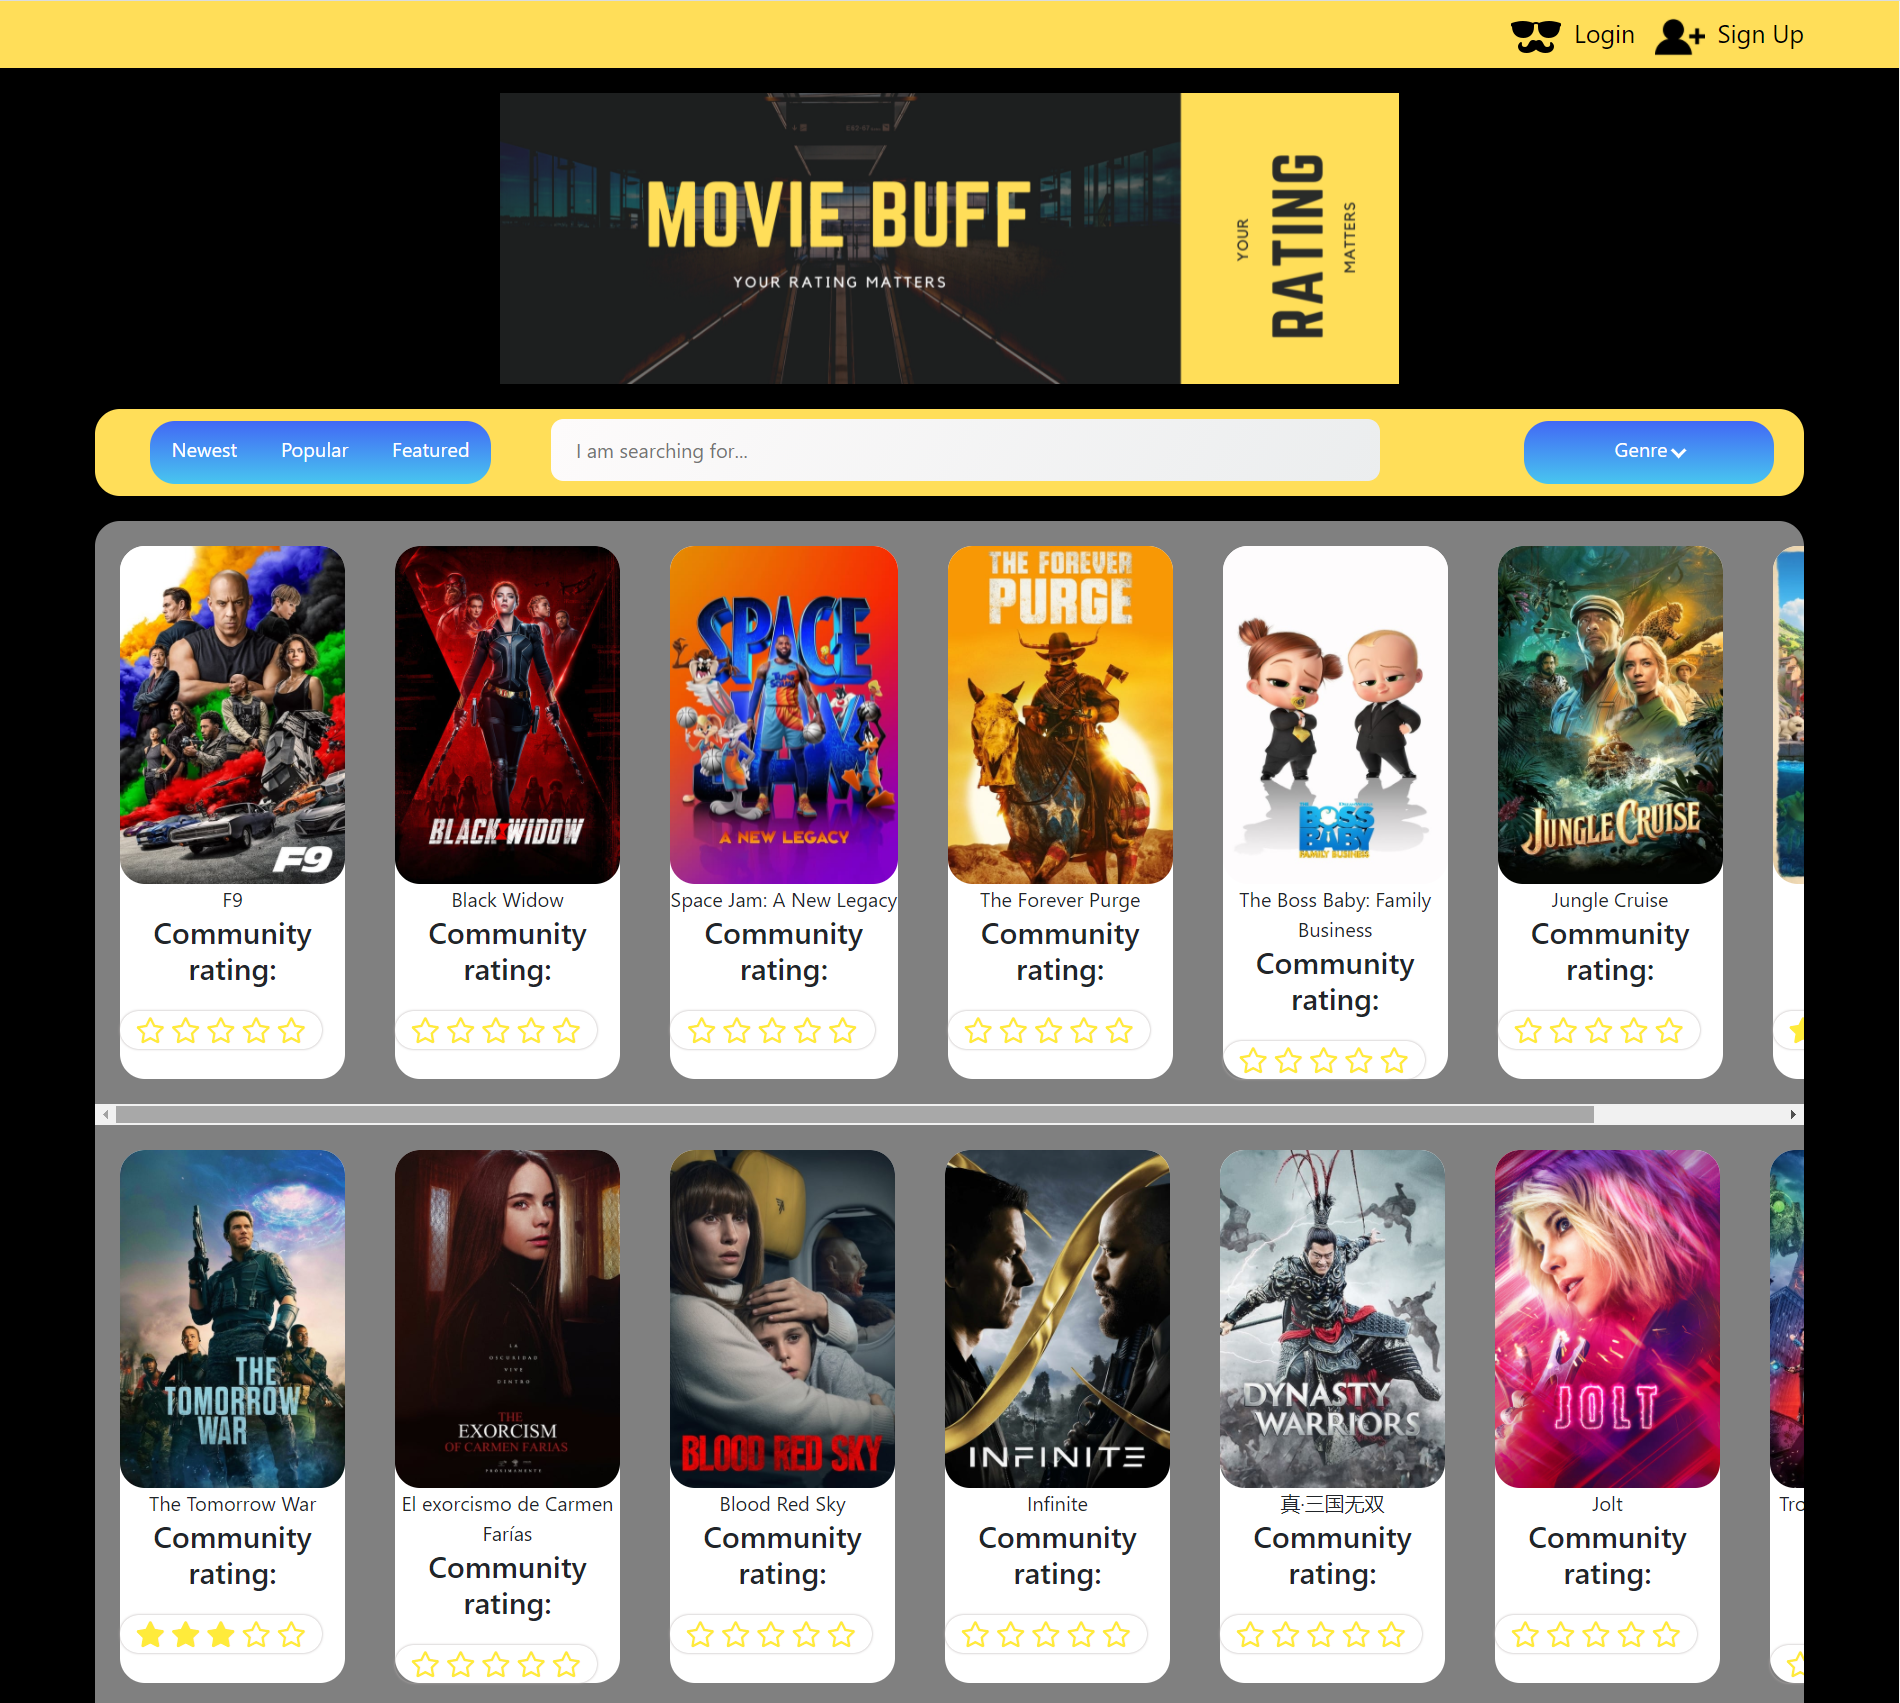 Login
Sign Up
MOVIE BUFF
YOUR RATING MATTERS
YOUR
RATING
MATTERS
Newest
Popular
Featured
I am searching for...
Genre
F9
BLACK WIDOW
SPACE JAM
A NEW LEGACY
THE FOREVER
PURGE
BOSS
BABY
FAMILY BUSINESS
JUNGLE CRUISE
F9
Community
rating:
Black Widow
Community
rating:
Space Jam: A New Legacy
Community
rating:
The Forever Purge
Community
rating:
The Boss Baby: Family
Business
Community
rating:
Jungle Cruise
Community
rating:
THE
TOMORROW
WAR
LA
OSCURIDAD
VIVE
DENTRO
THE
EXORCISM
OF CARMEN FARIAS
PROXIMAMENTE
BLOOD RED SKY
INFINITE
DYNASTY
WARRIORS
JOLT
The Tomorrow War
Community
rating:
El exorcismo de Carmen
Farías
Community
rating:
Blood Red Sky
Community
rating:
Infinite
Community
rating:
真·三国无双
Community
rating:
Jolt
Community
rating:
Tro